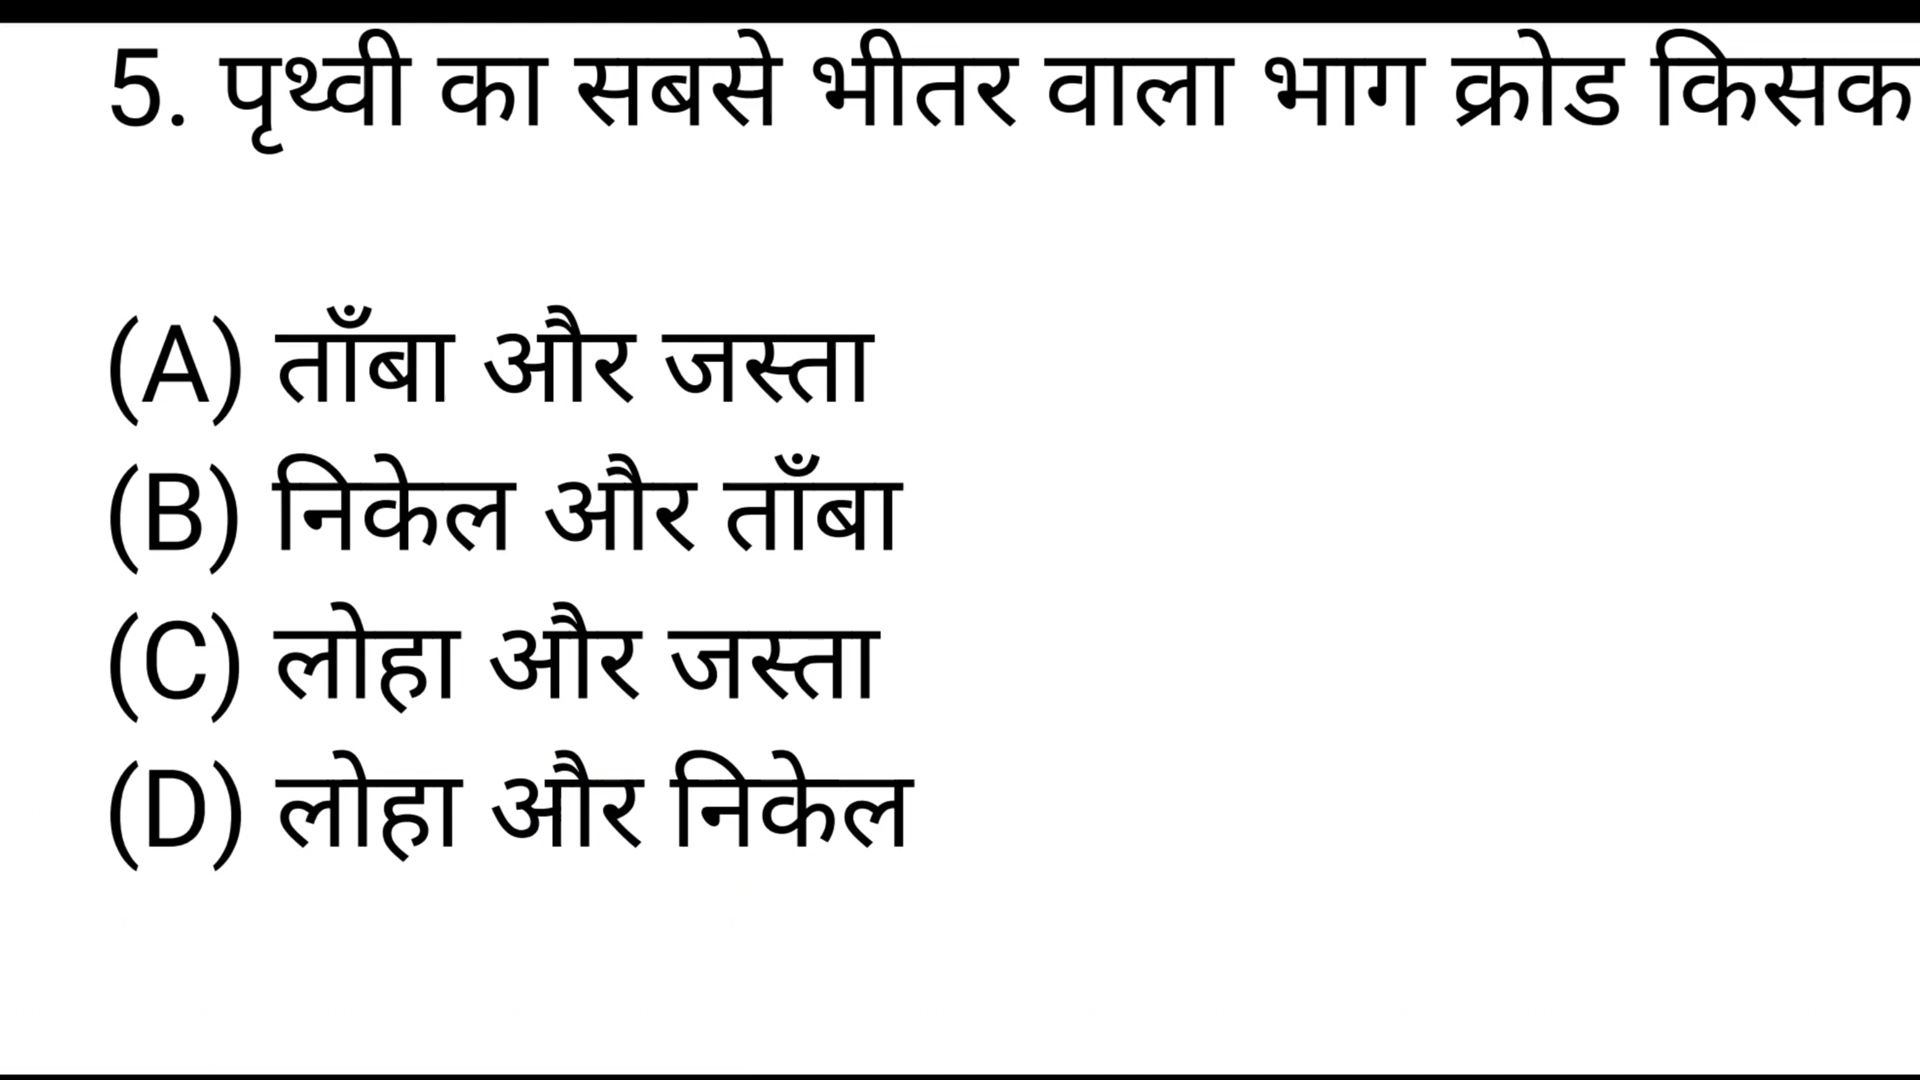 5. पृथ्वी का सबसे भीतर वाला भाग क्रोड किसक
(A) ताँबा और जस्ता
(B) निकेल और ताँबा
(C) लोहा और जस्ता
(D) लोहा और निकेल